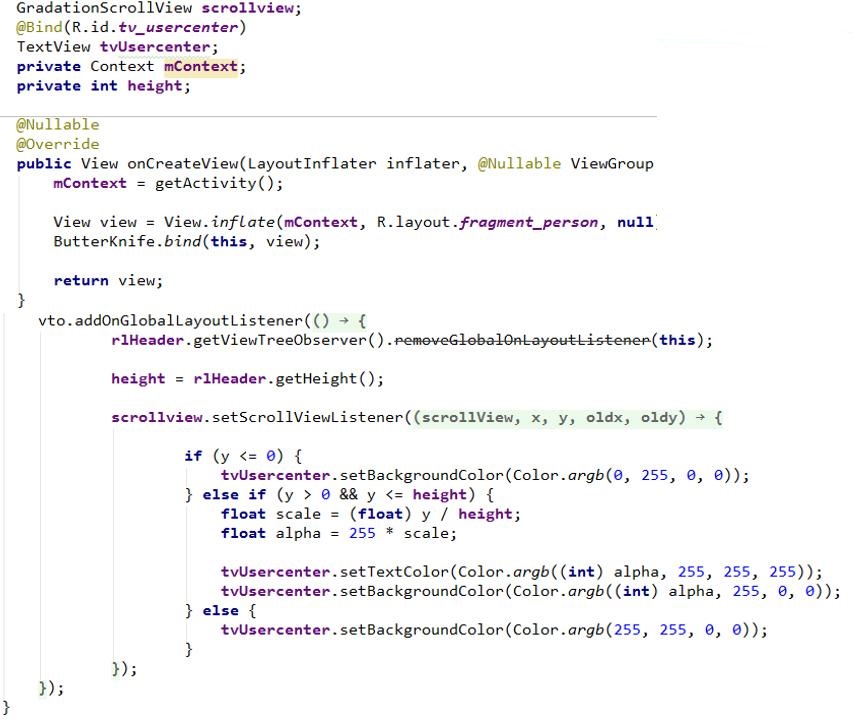 GradationScrollView scrollview;
@Bind(R.id.tv_usercenter)
TextView tvUsercenter;
private Context mContext;
private int height;
@Nullable
@Override
public View onCreateView(LayoutInflater inflater, @Nullable ViewGroup
mContext = getActivity();
View view = View.inflate(mContext, R.layout.fragment_person, null
ButterKnife.bind(this, view);
return view;
}
vto.addOnGlobalLayoutListener(() → {
rlHeader.getViewTreeObserver().removeGlobalOnLayoutListener(this);
height = rlHeader.getHeight();
scrollview.setScrollViewListener((scrollView, x, y, oldx, oldy) → {
if (y <= 0) {
tvUsercenter.setBackgroundColor(Color.argb(0, 255, 0, 0));
} else if (y > 0 && y <= height) {
float scale = (float) y / height;
float alpha = 255 * scale;
tvUsercenter.setTextColor(Color.argb((int) alpha, 255, 255, 255));
tvUsercenter.setBackgroundColor(Color.argb((int) alpha, 255, 0, 0));
} else {
tvUsercenter.setBackgroundColor(Color.argb(255, 255, 0, 0));
}
});
});
}